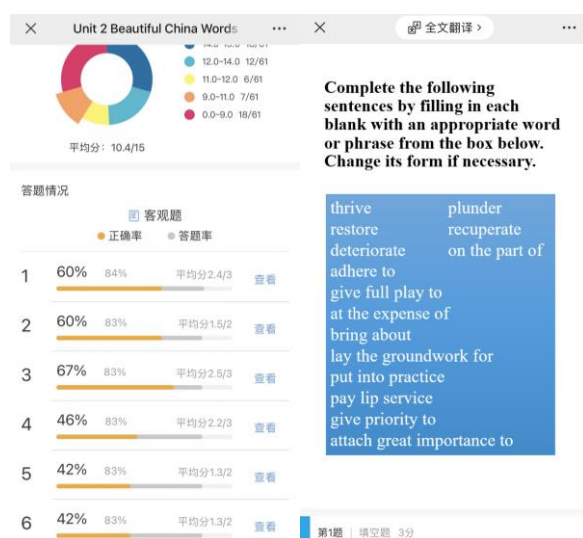 Unit 2 Beautiful China Words
12.0~14.0 12/61
11.0~12.0 6/61
9.0~11.0 7/61
0.0~9.0 18/61
平均分：10.4/15
答题情况
客观题
正确率 答题率
1 60% 84% 平均分2.4/3 查看
2 60% 83% 平均分1.5/2 查看
3 67% 83% 平均分2.5/3 查看
4 46% 83% 平均分2.2/3 查看
5 42% 83% 平均分1.3/2 查看
6 42% 83% 平均分1.3/2 查看
全文翻译 >
Complete the following
sentences by filling in each
blank with an appropriate word
or phrase from the box below.
Change its form if necessary.
thrive plunder
restore recuperate
deteriorate on the part of
adhere to
give full play to
at the expense of
bring about
lay the groundwork for
put into practice
pay lip service
give priority to
attach great importance to
第1题 | 填空题 3分